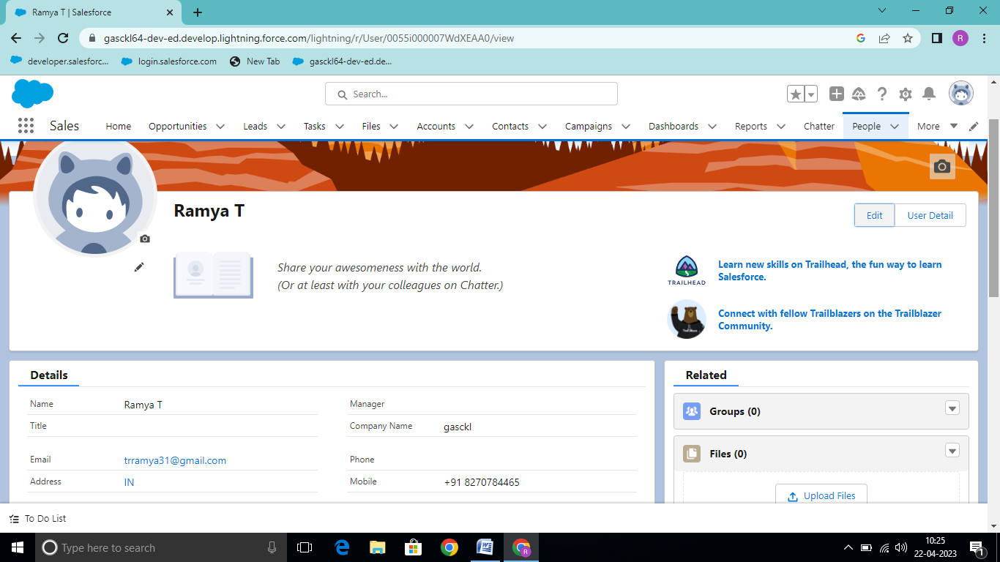 Ramya T | Salesforce
gasckl64-dev-ed.develop.lightning.force.com/lightning/r/User/0055i000007WdXEAA0/view
R
developer.salesforc... login.salesforce.com New Tab gasckl64-dev-ed.de...
Search...
Sales Home Opportunities Leads Tasks Files Accounts Contacts Campaigns Dashboards Reports Chatter People More
Ramya T
Edit User Detail
Share your awesomeness with the world.
(Or at least with your colleagues on Chatter.)
TRAILHEAD
Learn new skills on Trailhead, the fun way to learn
Salesforce.
Connect with fellow Trailblazers on the Trailblazer
Community.
Details
Name Ramya T Manager
Title Company Name gasckl
Email trramya31@gmail.com Phone
Address IN Mobile +91 8270784465
Related
Groups (0)
Files (0)
Upload Files
To Do List
Type here to search
R
10:25
22-04-2023
1